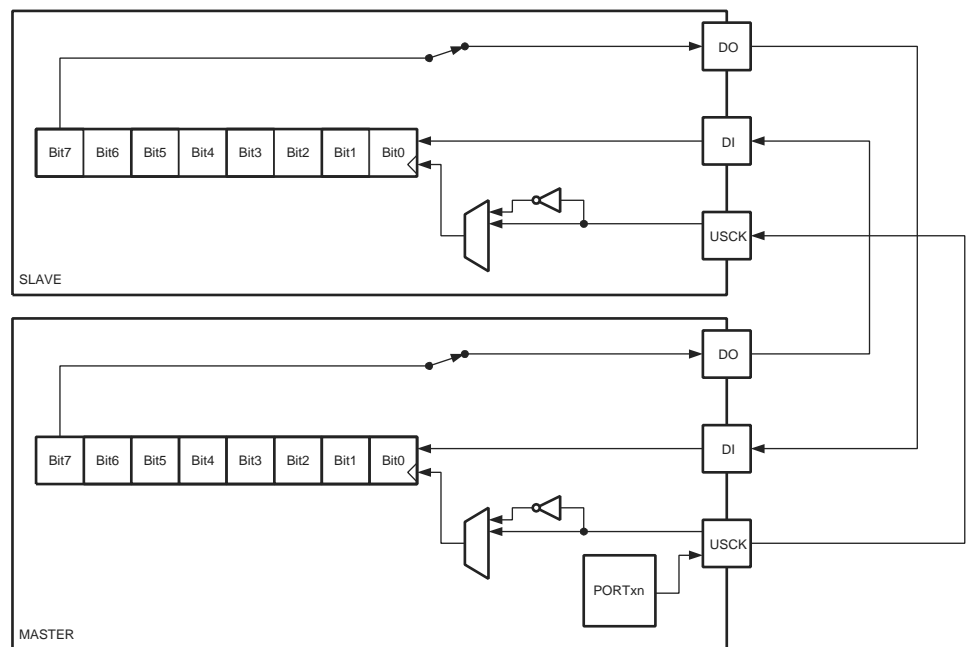 DO
Bit7 Bit6 Bit5 Bit4 Bit3 Bit2 Bit1 Bit0
DI
USCK
SLAVE
DO
Bit7 Bit6 Bit5 Bit4 Bit3 Bit2 Bit1 Bit0
DI
USCK
PORTxn
MASTER